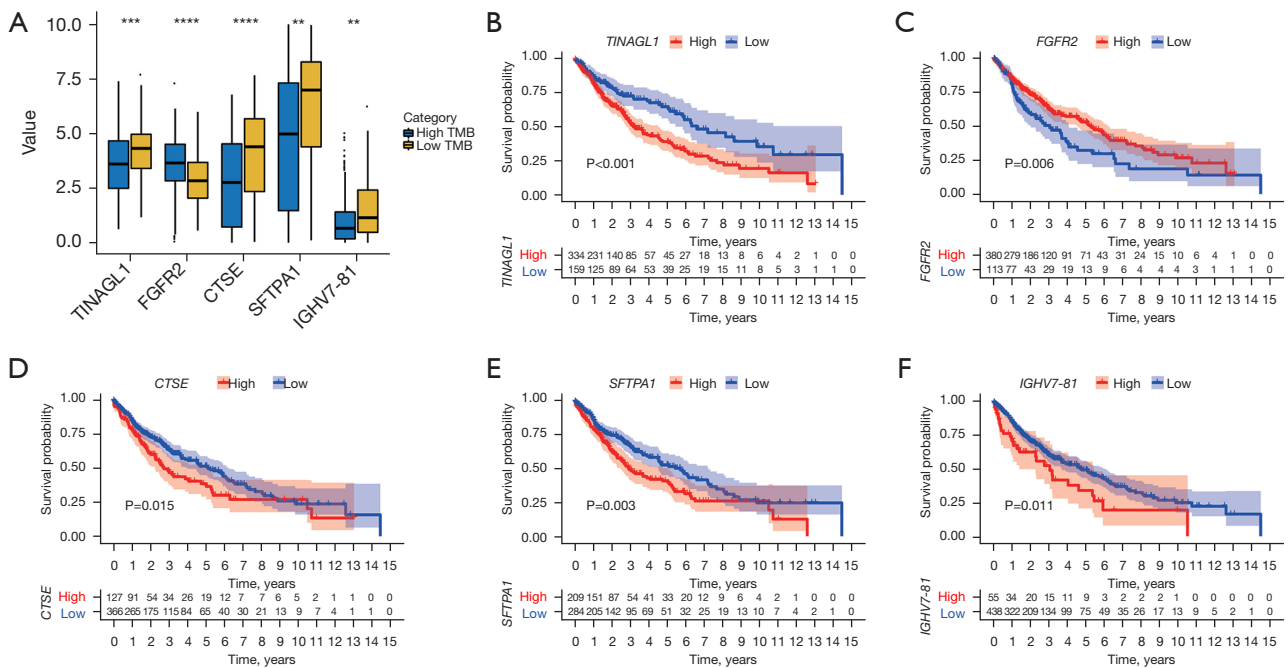 A
*** **** **** ** **
10.0
7.5
5.0
2.5
0.0
Value
Category
High TMB
Low TMB
TINAGL1 FGFR2 CTSE SFTPA1 IGHV7-81
B
TINAGL1 High Low
Survival probability
1.00
0.75
0.50
0.25
0.00
P<0.001
0 1 2 3 4 5 6 7 8 9 10 11 12 13 14 15
Time, years
TINAGL1
High 334 231 140 85 57 45 27 18 13 8 6 4 2 1 0 0
Low 159 125 89 64 53 39 25 19 15 11 8 5 3 1 1 0
0 1 2 3 4 5 6 7 8 9 10 11 12 13 14 15
Time, years
C
FGFR2 High Low
Survival probability
1.00
0.75
0.50
0.25
0.00
P=0.006
0 1 2 3 4 5 6 7 8 9 10 11 12 13 14 15
Time, years
FGFR2
High 380 279 186 120 91 71 43 31 24 15 10 6 4 1 0 0
Low 113 77 43 29 19 13 9 6 4 4 4 3 1 1 1 0
0 1 2 3 4 5 6 7 8 9 10 11 12 13 14 15
Time, years
D
CTSE High Low
Survival probability
1.00
0.75
0.50
0.25
0.00
P=0.015
0 1 2 3 4 5 6 7 8 9 10 11 12 13 14 15
Time, years
CTSE
High 127 91 54 34 26 19 12 7 7 6 5 2 1 1 0 0
Low 366 265 175 115 84 65 40 30 21 13 9 7 4 1 1 0
0 1 2 3 4 5 6 7 8 9 10 11 12 13 14 15
Time, years
E
SFTPA1 High Low
Survival probability
1.00
0.75
0.50
0.25
0.00
P=0.003
0 1 2 3 4 5 6 7 8 9 10 11 12 13 14 15
Time, years
SFTPA1
High 209 151 87 54 41 33 20 12 9 6 4 2 1 0 0 0
Low 284 205 142 95 69 51 32 25 19 13 10 7 4 2 1 0
0 1 2 3 4 5 6 7 8 9 10 11 12 13 14 15
Time, years
F
IGHV7-81 High Low
Survival probability
1.00
0.75
0.50
0.25
0.00
P=0.011
0 1 2 3 4 5 6 7 8 9 10 11 12 13 14 15
Time, years
IGHV7-81
High 55 34 20 15 11 9 3 2 2 2 1 0 0 0 0 0
Low 438 322 209 134 99 75 49 35 26 17 13 9 5 2 1 0
0 1 2 3 4 5 6 7 8 9 10 11 12 13 14 15
Time, years